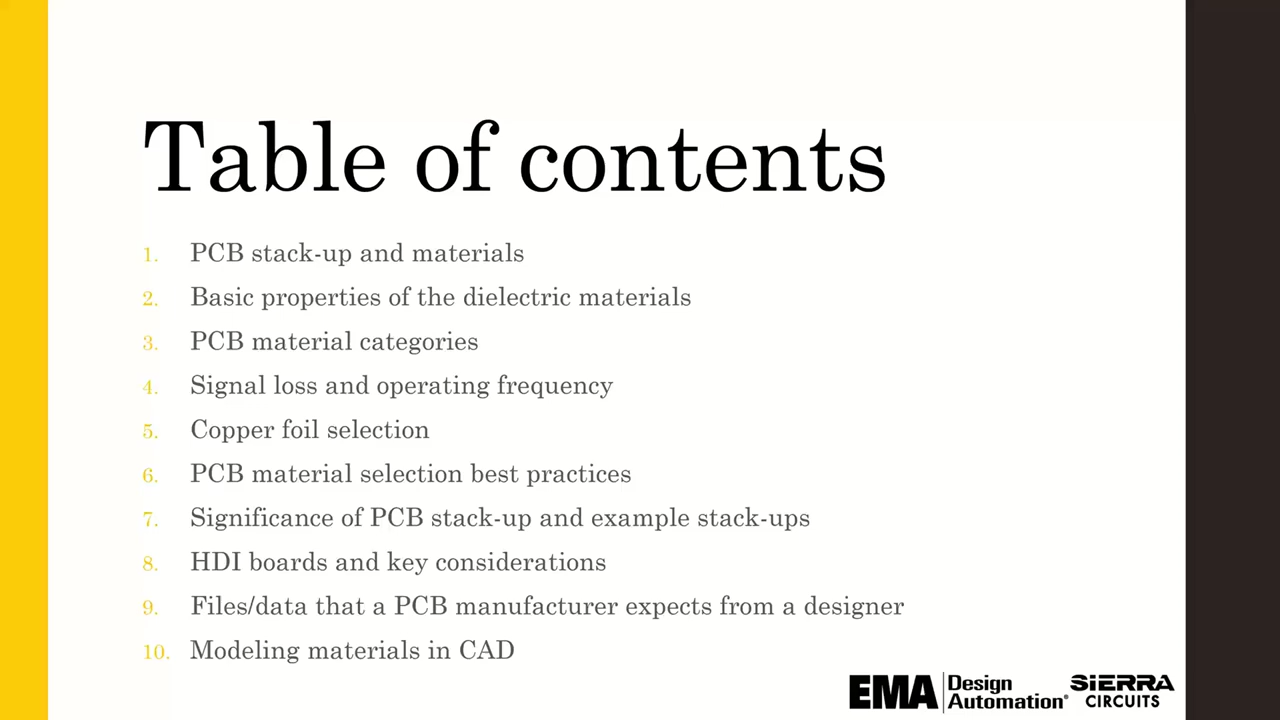 Table of contents
1. PCB stack-up and materials
2. Basic properties of the dielectric materials
3. PCB material categories
4. Signal loss and operating frequency
5. Copper foil selection
6. PCB material selection best practices
7. Significance of PCB stack-up and example stack-ups
8. HDI boards and key considerations
9. Files/data that a PCB manufacturer expects from a designer
10. Modeling materials in CAD
EMA Design Automation®
SIERRA CIRCUITS